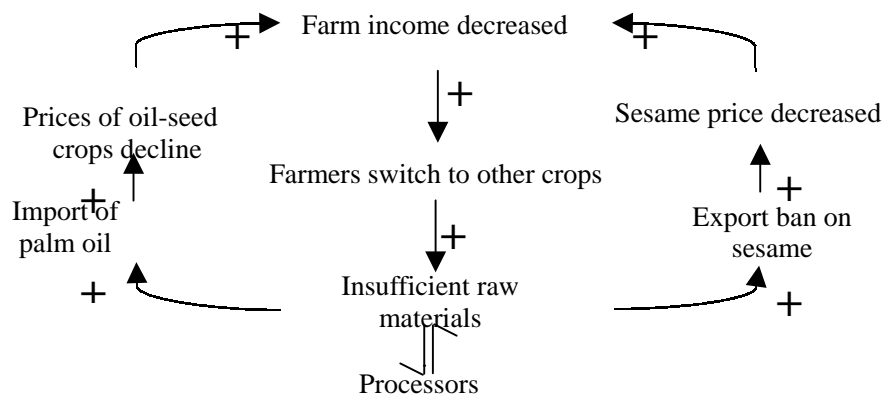 +
Farm income decreased
+
+
Prices of oil-seed
crops decline
Sesame price decreased
Farmers switch to other crops
+
Import of
palm oil
+
Export ban on
sesame
+
+
Insufficient raw
materials
+
Processors